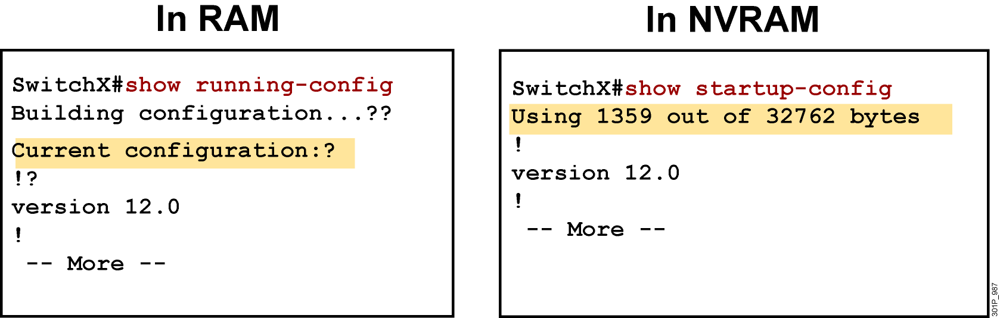 In RAM
SwitchX#show running-config
Building configuration...??
Current configuration:?
!?
version 12.0
!
-- More --
In NVRAM
SwitchX#show startup-config
Using 1359 out of 32762 bytes
!
version 12.0
!
-- More --
301P_987